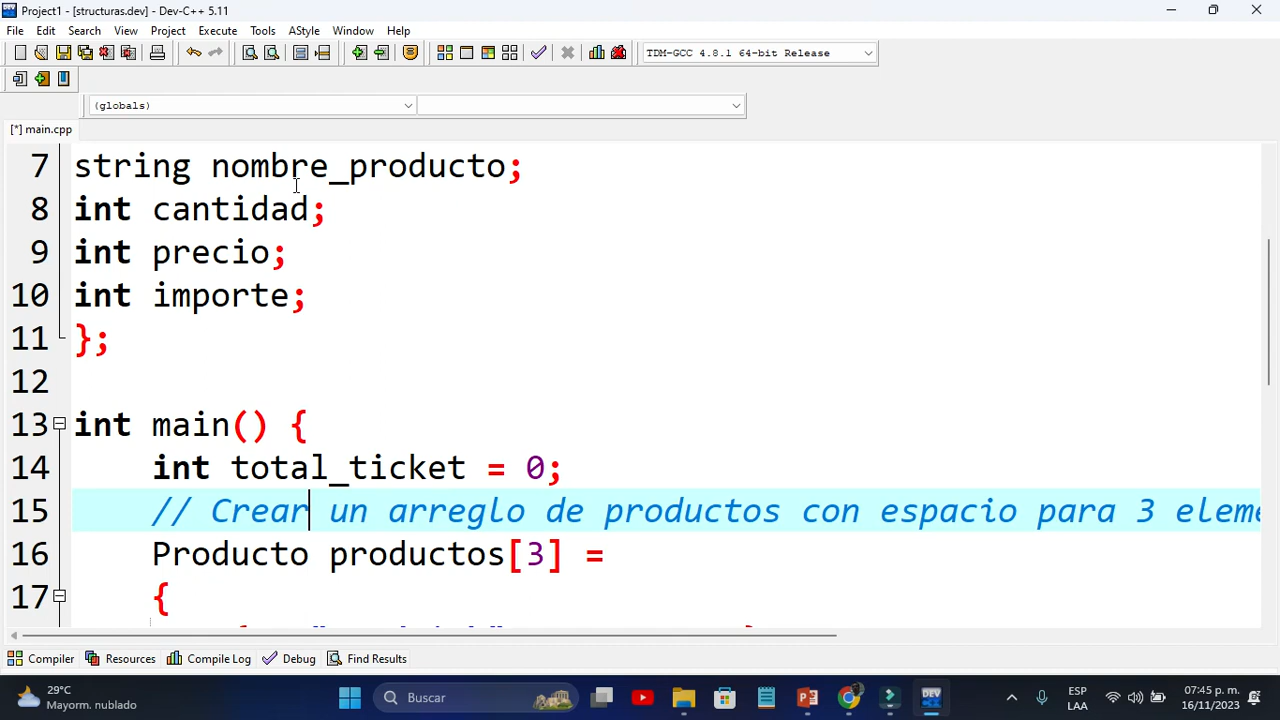 Project1 - [structuras.dev] - Dev-C++ 5.11
File Edit Search View Project Execute Tools AStyle Window Help
TDM-GCC 4.8.1 64-bit Release
(globals)
[*] main.cpp
7 string nombre_producto;
8 int cantidad;
9 int precio;
10 int importe;
11 };
12
13 int main() {
14 int total_ticket = 0;
15 // Crear un arreglo de productos con espacio para 3 eleme
16 Producto productos[3] =
17 {
Compiler Resources Compile Log Debug Find Results
29°C
Mayorm. nublado
Buscar
DEV
ESP
LAA
07:45 p. m.
16/11/2023